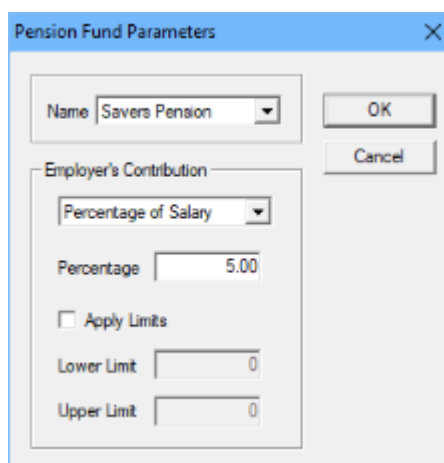 Pension Fund Parameters
Name Savers Pension
OK
Cancel
Employer's Contribution
Percentage of Salary
Percentage 5.00
Apply Limits
Lower Limit 0
Upper Limit 0